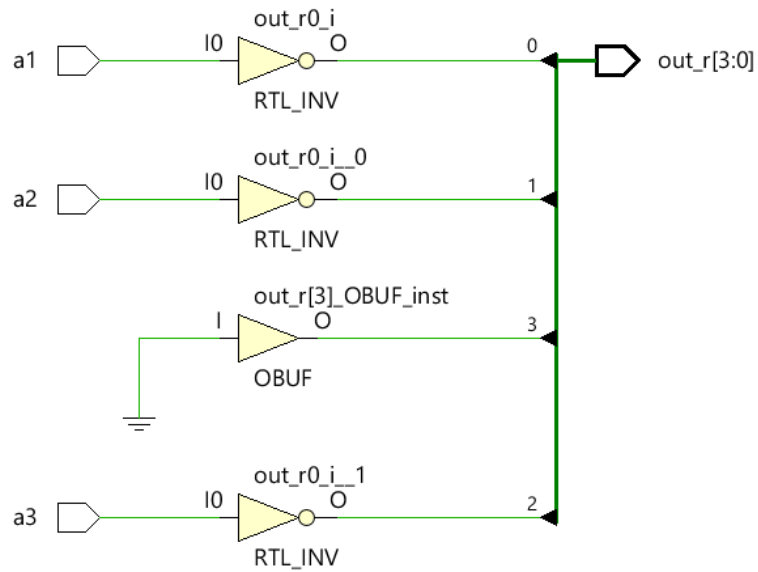 out_r0_i
a1
I0
O
RTL_INV
0
out_r[3:0]
out_r0_i__0
a2
I0
O
RTL_INV
1
out_r[3]_OBUF_inst
I
O
OBUF
3
out_r0_i__1
a3
I0
O
RTL_INV
2